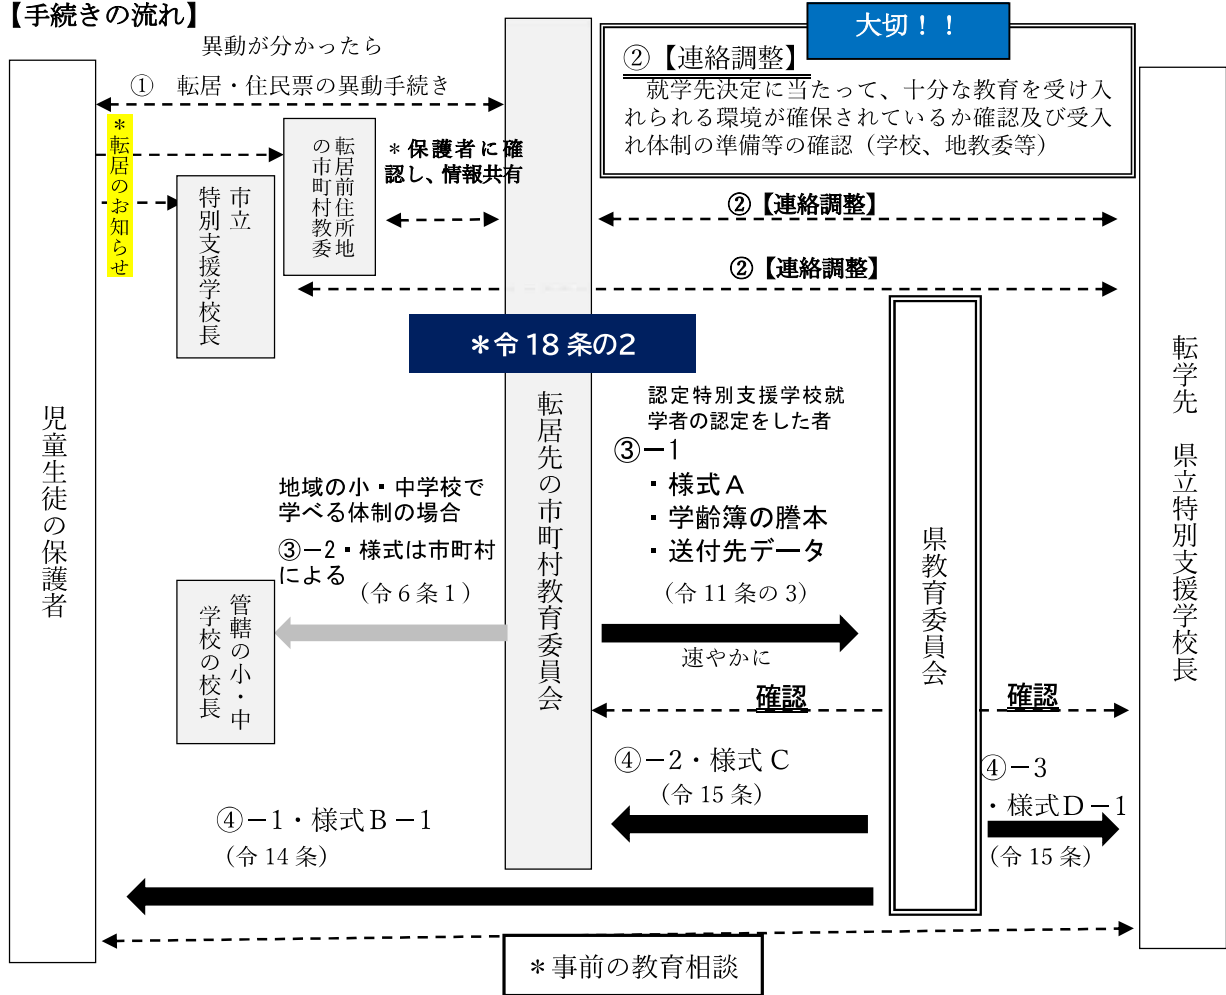 【手続きの流れ】
異動が分かったら
① 転居・住民票の異動手続き
大切！！
②【連絡調整】
就学先決定に当たって、十分な教育を受け入
れられる環境が確保されているか確認及び受入
れ体制の準備等の確認（学校、地教委等）
＊転居のお知らせ
転居前住所地
の市町村教委
＊保護者に確
認し、情報共有
市立
特別支援学校長
②【連絡調整】
②【連絡調整】
＊令18条の2
児童生徒の保護者
転居先の市町村教育委員会
県教育委員会
転学先　県立特別支援学校長
認定特別支援学校就
学者の認定をした者
③－1
・様式A
・学齢簿の謄本
・送付先データ
（令11条の3）
速やかに
地域の小・中学校で
学べる体制の場合
③－2・様式は市町村
による
（令6条1）
管轄の小・中
学校の校長
確認
確認
④－2・様式C
（令15条）
④－3
・様式D－1
（令15条）
④－1・様式B－1
（令14条）
＊事前の教育相談